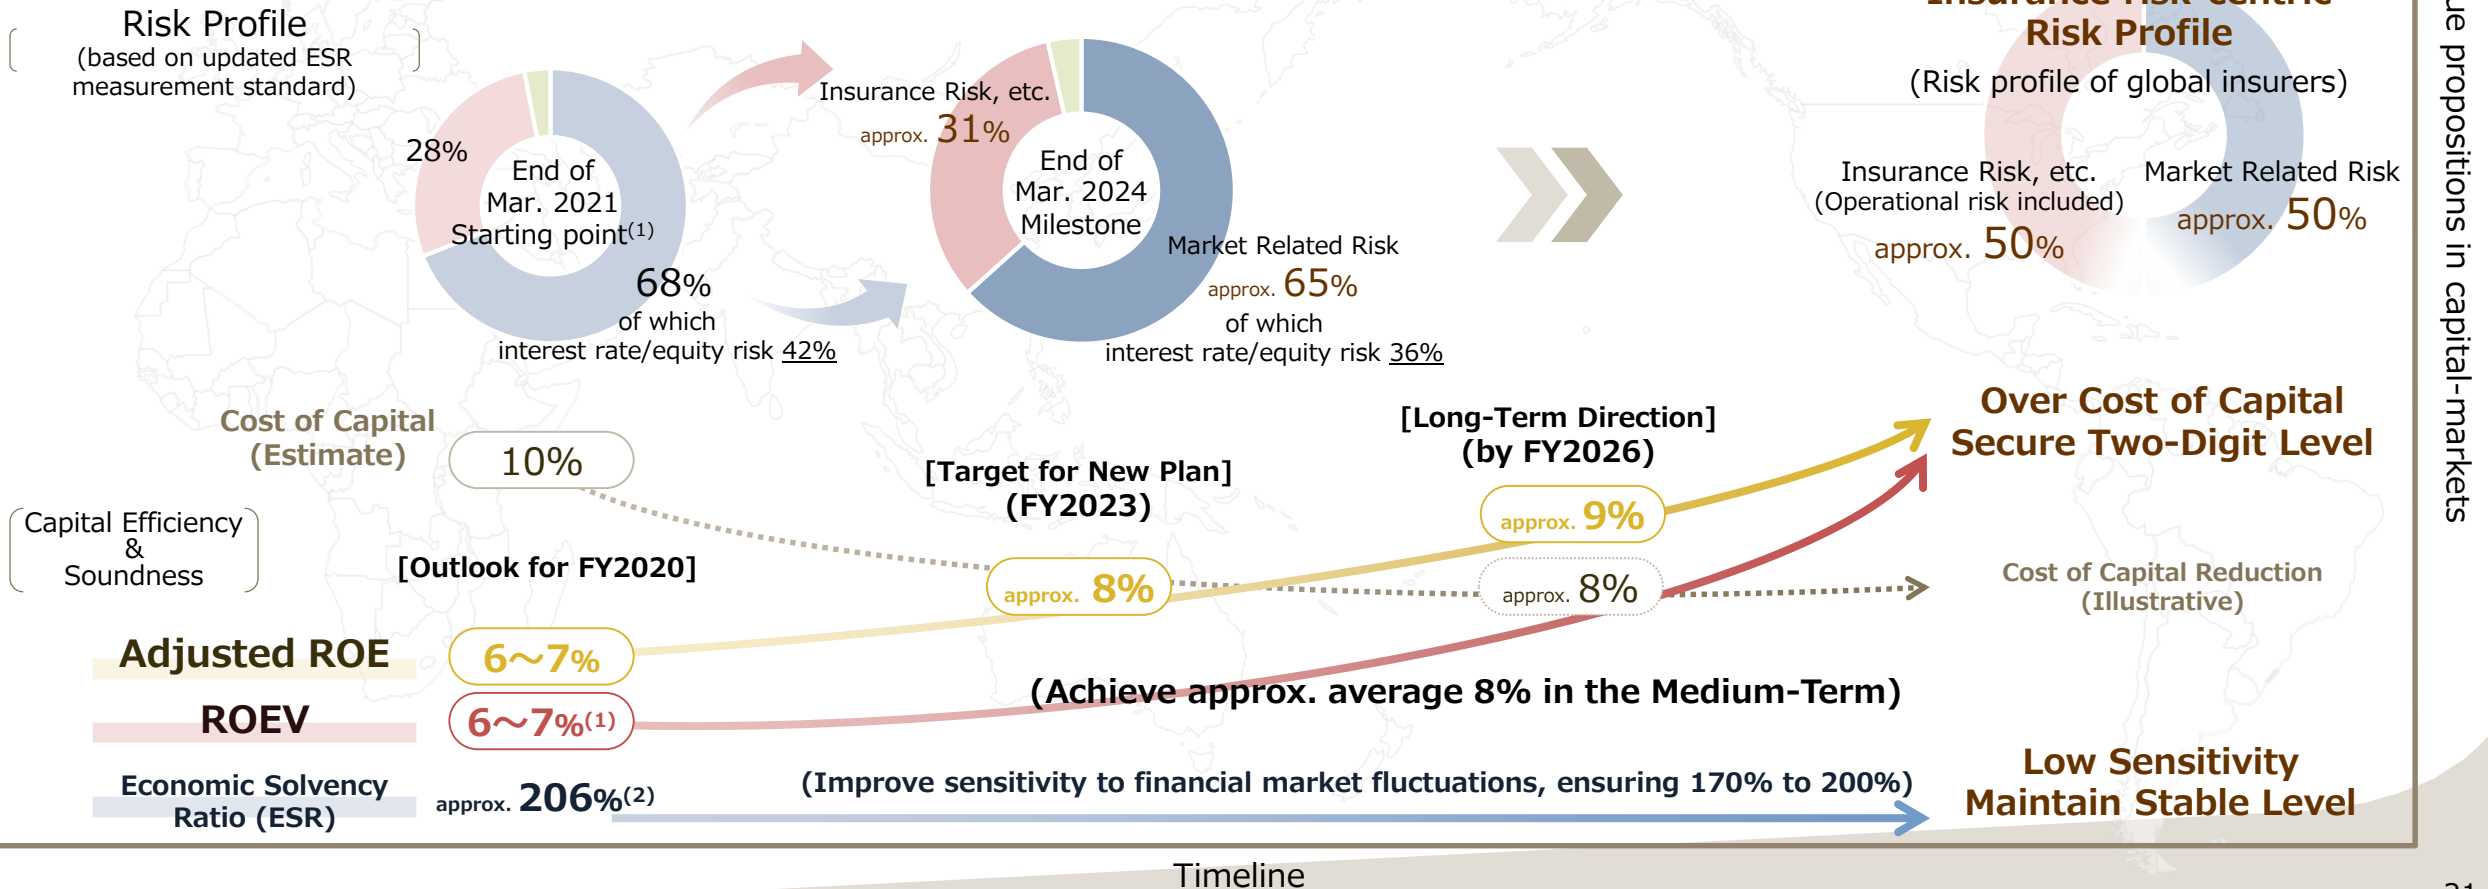 Risk Profile
(based on updated ESR
measurement standard)
28%
End of
Mar. 2021
Starting point(1)
68%
of which
interest rate/equity risk 42%
Insurance Risk, etc.
approx. 31%
End of
Mar. 2024
Milestone
Market Related Risk
approx. 65%
of which
interest rate/equity risk 36%
Risk Profile
(Risk profile of global insurers)
Insurance Risk, etc.
(Operational risk included)
approx. 50%
Market Related Risk
approx. 50%
propositions in capital-markets
Cost of Capital
(Estimate)
10%
[Target for New Plan]
(FY2023)
[Long-Term Direction]
(by FY2026)
Over Cost of Capital
Secure Two-Digit Level
Capital Efficiency
&
Soundness
[Outlook for FY2020]
approx. 8%
approx. 9%
approx. 8%
Cost of Capital Reduction
(Illustrative)
Adjusted ROE
6～7%
ROEV
6～7%(1)
(Achieve approx. average 8% in the Medium-Term)
Economic Solvency
Ratio (ESR)
approx. 206%(2)
(Improve sensitivity to financial market fluctuations, ensuring 170% to 200%)
Low Sensitivity
Maintain Stable Level
Timeline